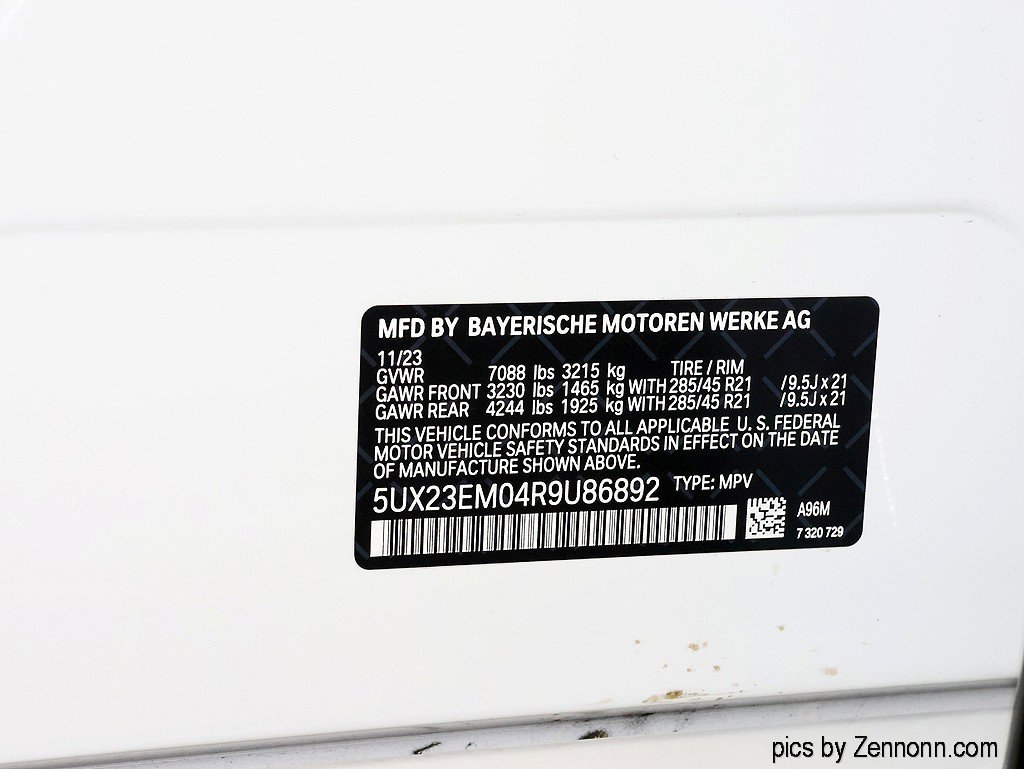 MFD BY BAYERISCHE MOTOREN WERKE AG
11/23
GVWR 7088 lbs 3215 kg TIRE / RIM
GAWR FRONT 3230 lbs 1465 kg WITH 285/45 R21 /9.5J x 21
GAWR REAR 4244 lbs 1925 kg WITH 285/45 R21 /9.5J x 21
THIS VEHICLE CONFORMS TO ALL APPLICABLE U. S. FEDERAL
MOTOR VEHICLE SAFETY STANDARDS IN EFFECT ON THE DATE
OF MANUFACTURE SHOWN ABOVE.
5UX23EM04R9U86892 TYPE: MPV
A96M
7 320 729
pics by Zennonn.com